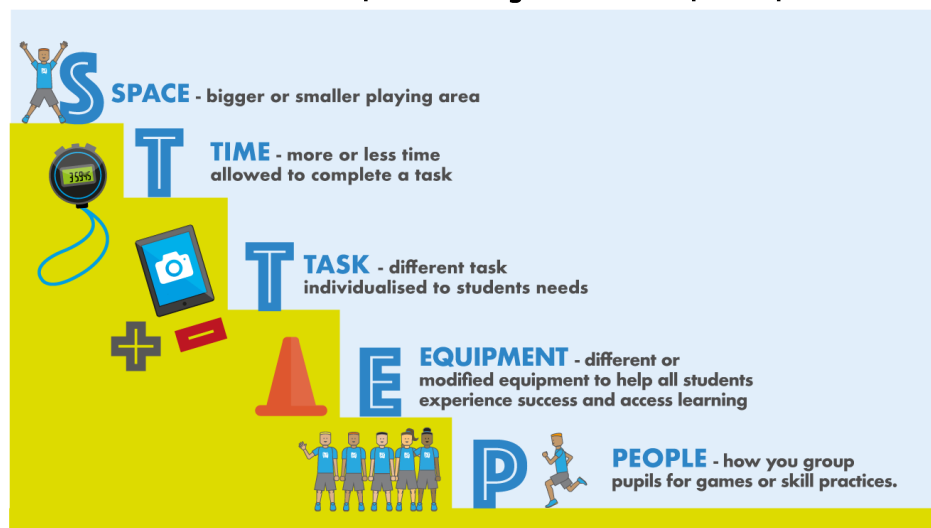 S
SPACE - bigger or smaller playing area
T
TIME - more or less time
allowed to complete a task
35945
T
TASK - different task
individualised to students needs
E
EQUIPMENT - different or
modified equipment to help all students
experience success and access learning
P
PEOPLE - how you group
pupils for games or skill practices.